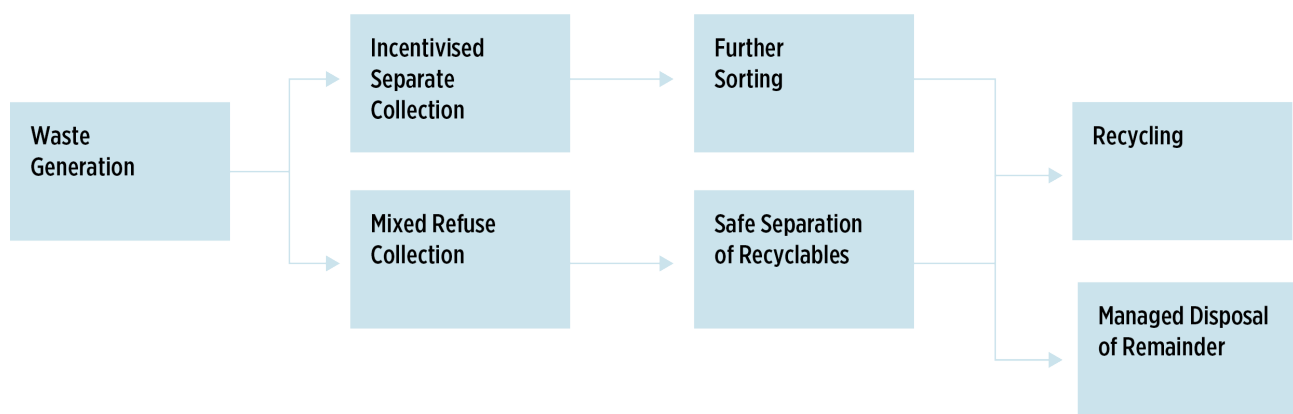 Waste
Generation
Incentivised
Separate
Collection
Mixed Refuse
Collection
Further
Sorting
Safe Separation
of Recyclables
Recycling
Managed Disposal
of Remainder